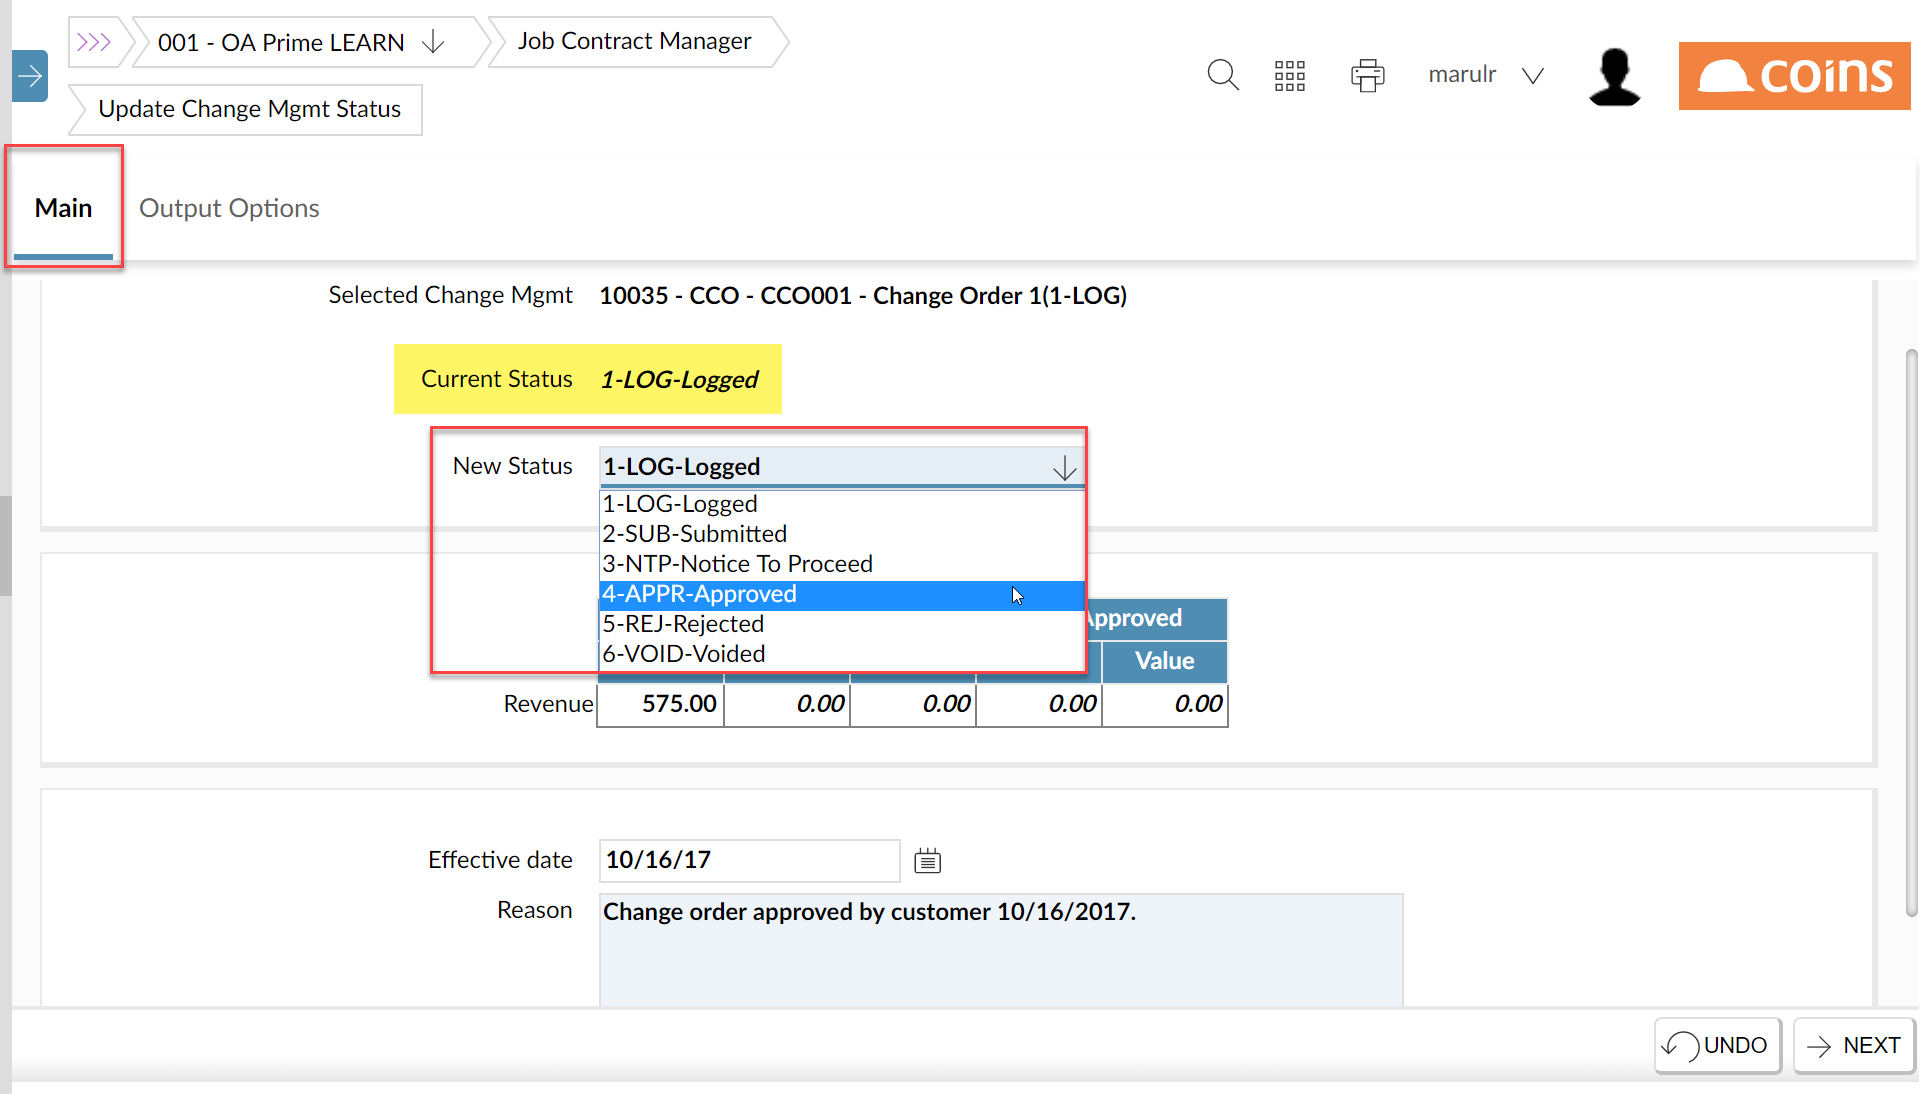 001 - OA Prime LEARN
Job Contract Manager
Update Change Mgmt Status
marulr
coins
Main
Output Options
Selected Change Mgmt 10035 - CCO - CCO001 - Change Order 1(1-LOG)
Current Status 1-LOG-Logged
New Status 1-LOG-Logged
1-LOG-Logged
2-SUB-Submitted
3-NTP-Notice To Proceed
4-APPR-Approved
5-REJ-Rejected
6-VOID-Voided
Approved
Value
Revenue 575.00 0.00 0.00 0.00 0.00
Effective date 10/16/17
Reason Change order approved by customer 10/16/2017.
UNDO NEXT